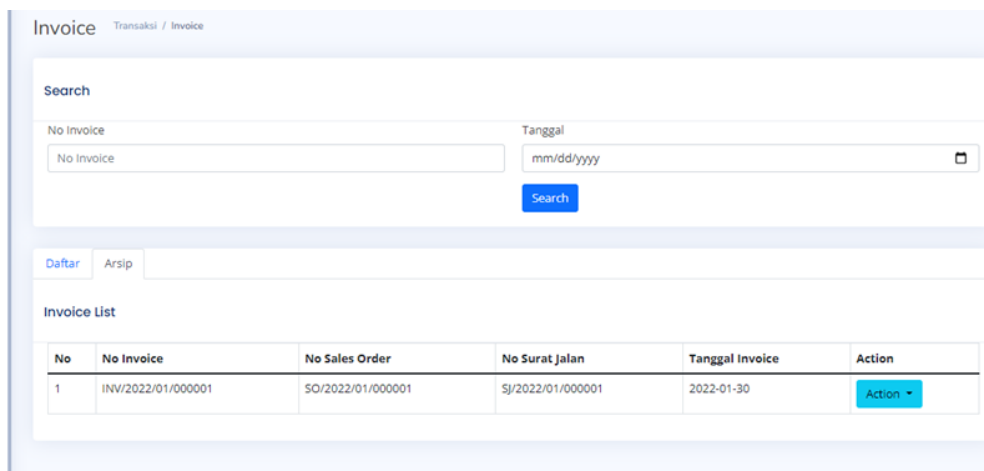 Invoice Transaksi / Invoice
Search
No Invoice Tanggal
No Invoice mm/dd/yyyy
Search
Daftar Arsip
Invoice List
No No Invoice No Sales Order No Surat Jalan Tanggal Invoice Action
1 INV/2022/01/000001 SO/2022/01/000001 SJ/2022/01/000001 2022-01-30 Action